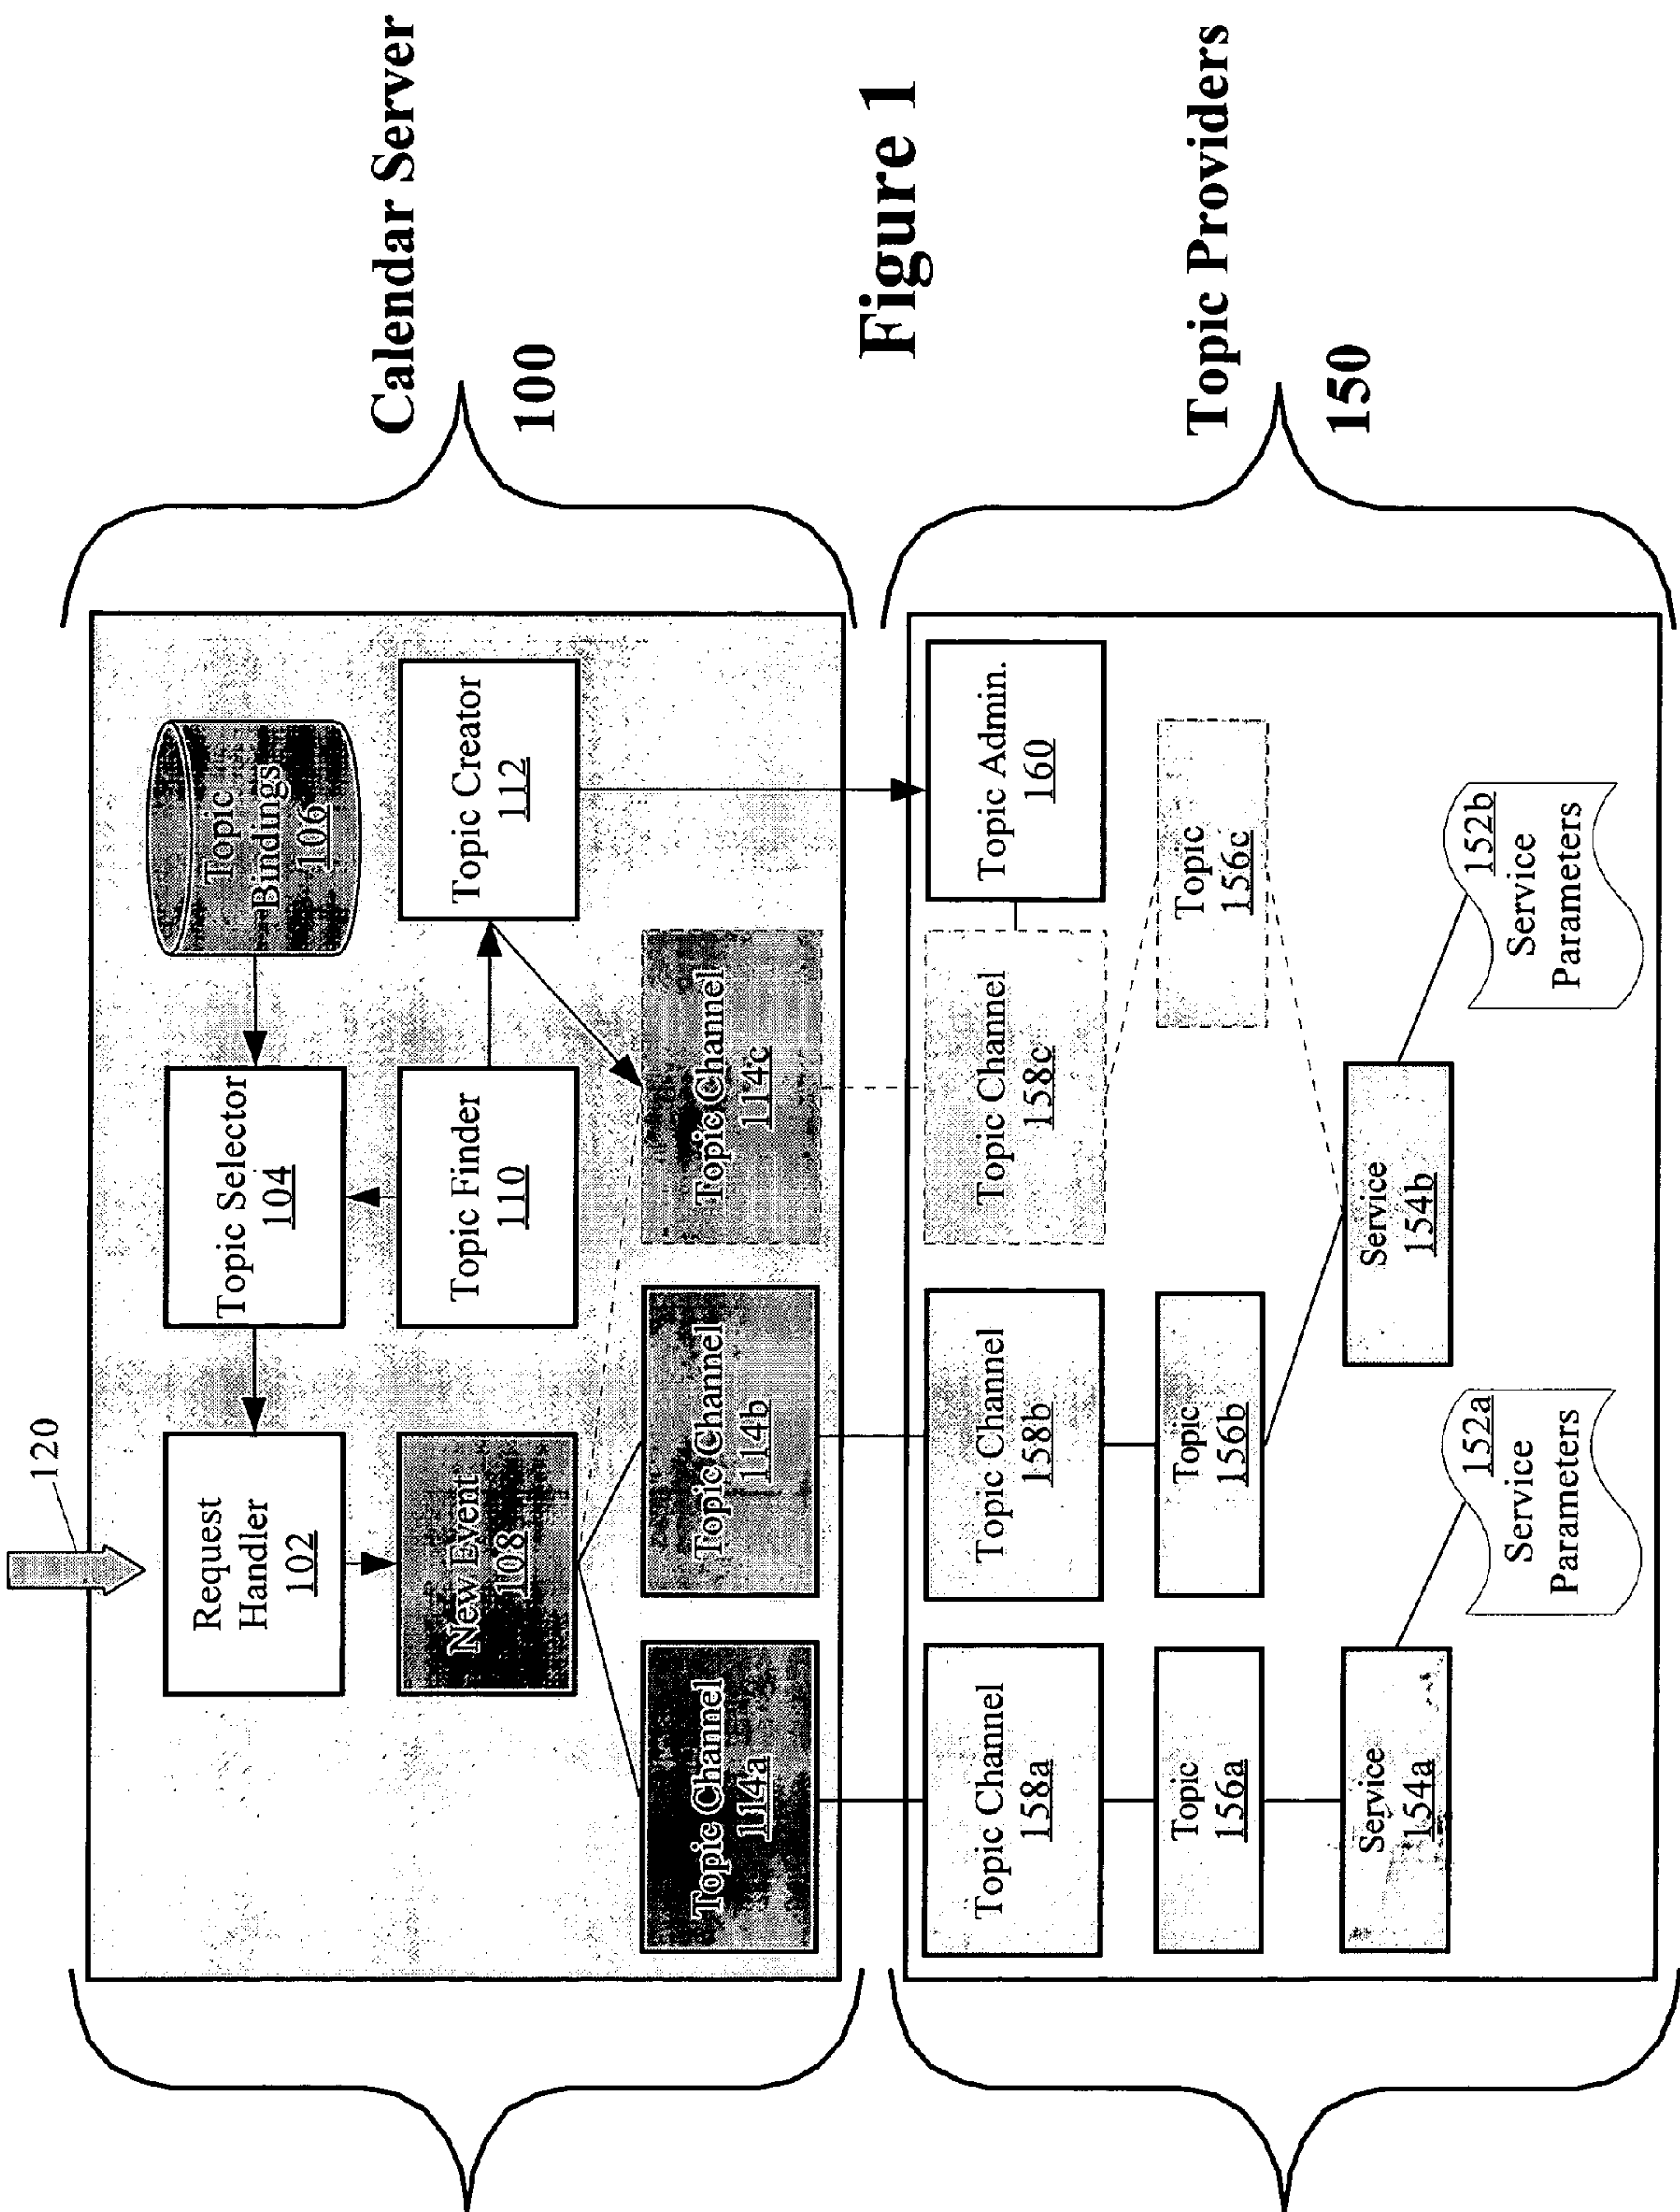 120
Request
Handler
102
Topic Selector
104
Topic
Bindings
106
New Event
108
Topic Finder
110
Topic Creator
112
Topic Channel
114a
Topic Channel
114b
Topic Channel
114c
Calendar Server
100
Figure 1
Topic Channel
158a
Topic Channel
158b
Topic Channel
158c
Topic Admin.
160
Topic
156a
Topic
156b
Topic
156c
Service
154a
Service
154b
152a
Service
Parameters
152b
Service
Parameters
Topic Providers
150